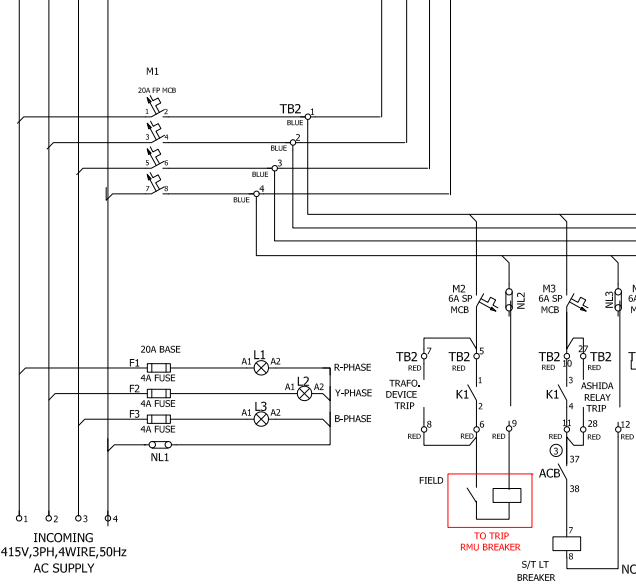 M1
20A FP MCB
1 2
TB2 1
BLUE
3 4
2
BLUE
5 6
3
BLUE
7 8
4
BLUE
M2
6A SP
MCB
NL2
M3
6A SP
MCB
NL3
6A
20A BASE
F1
4A FUSE
A1 L1 A2
R-PHASE
F2
4A FUSE
A1 L2 A2
Y-PHASE
F3
4A FUSE
A1 L3 A2
B-PHASE
NL1
TB2 7
RED
TB2 5
RED
TB2 10
RED
27 TB2
RED
TRAFO.
DEVICE
TRIP
K1
1
2
K1
3
4
ASHIDA
RELAY
TRIP
8
RED
6
RED
9
RED
11
RED
28
RED
12
RED
3
37
ACB
38
FIELD
TO TRIP
RMU BREAKER
7
8
S/T LT
BREAKER
NO
1 2 3 4
INCOMING
415V,3PH,4WIRE,50Hz
AC SUPPLY